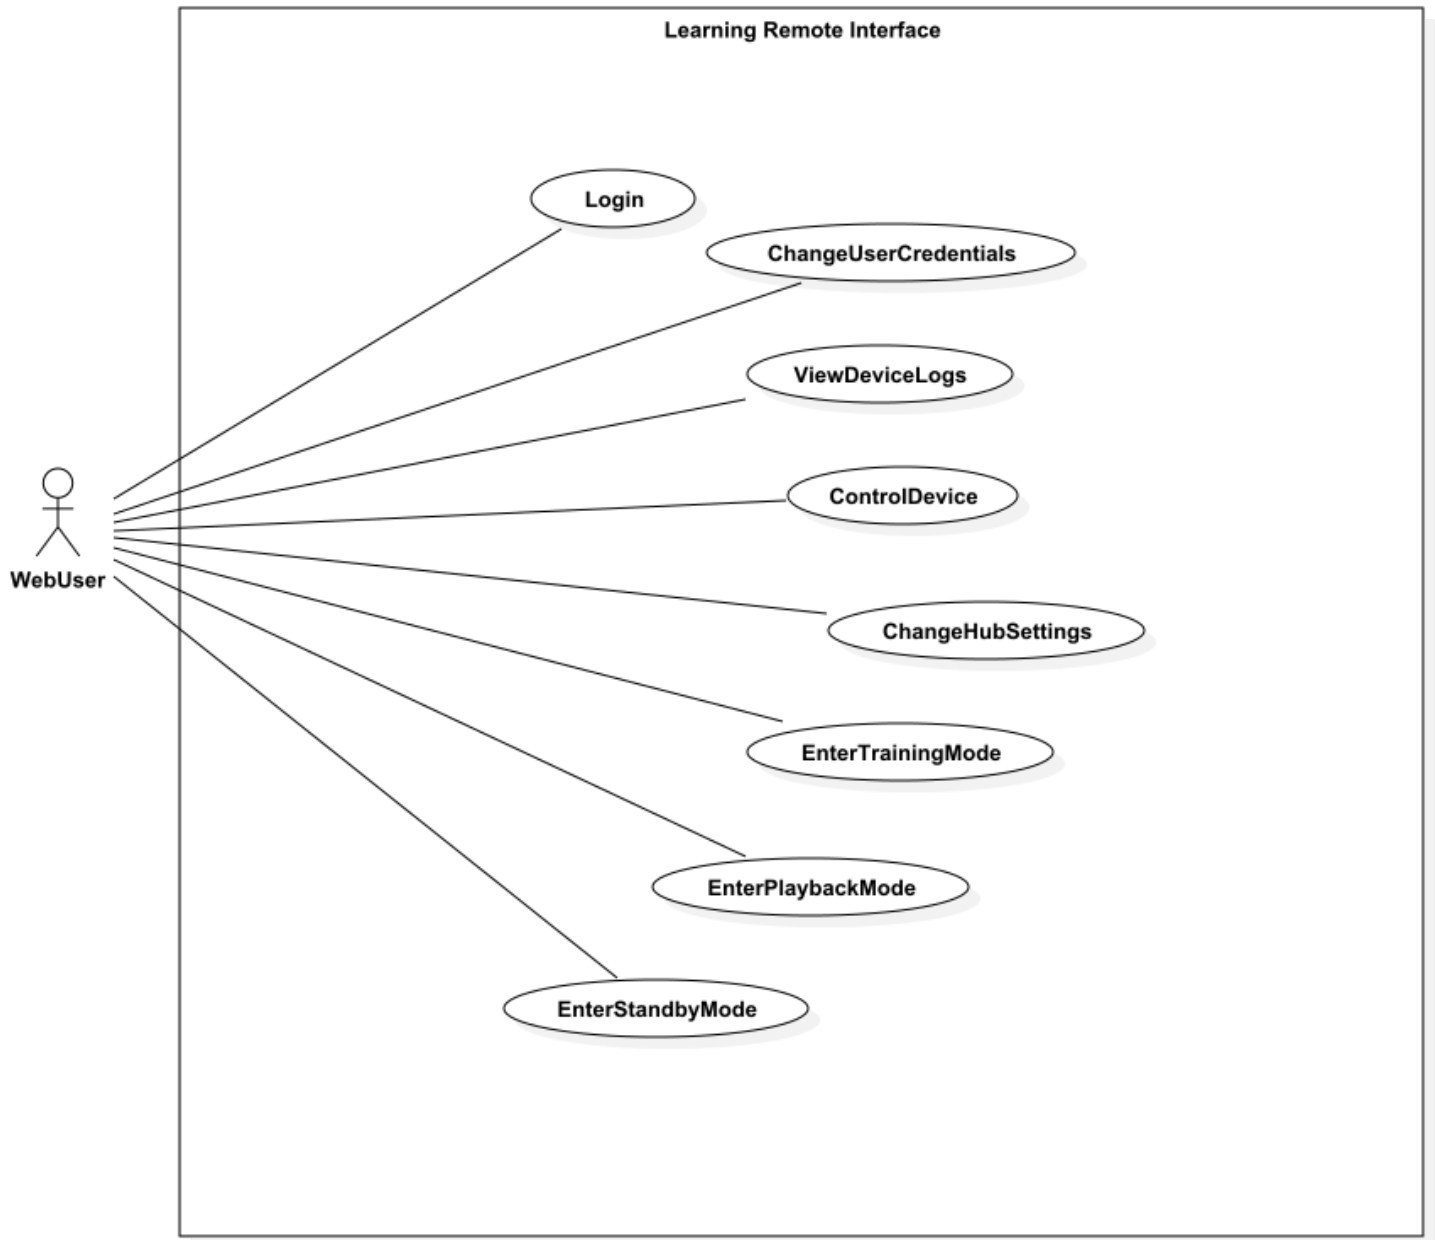 Learning Remote Interface
Login
ChangeUserCredentials
ViewDeviceLogs
ControlDevice
WebUser
ChangeHubSettings
EnterTrainingMode
EnterPlaybackMode
EnterStandbyMode